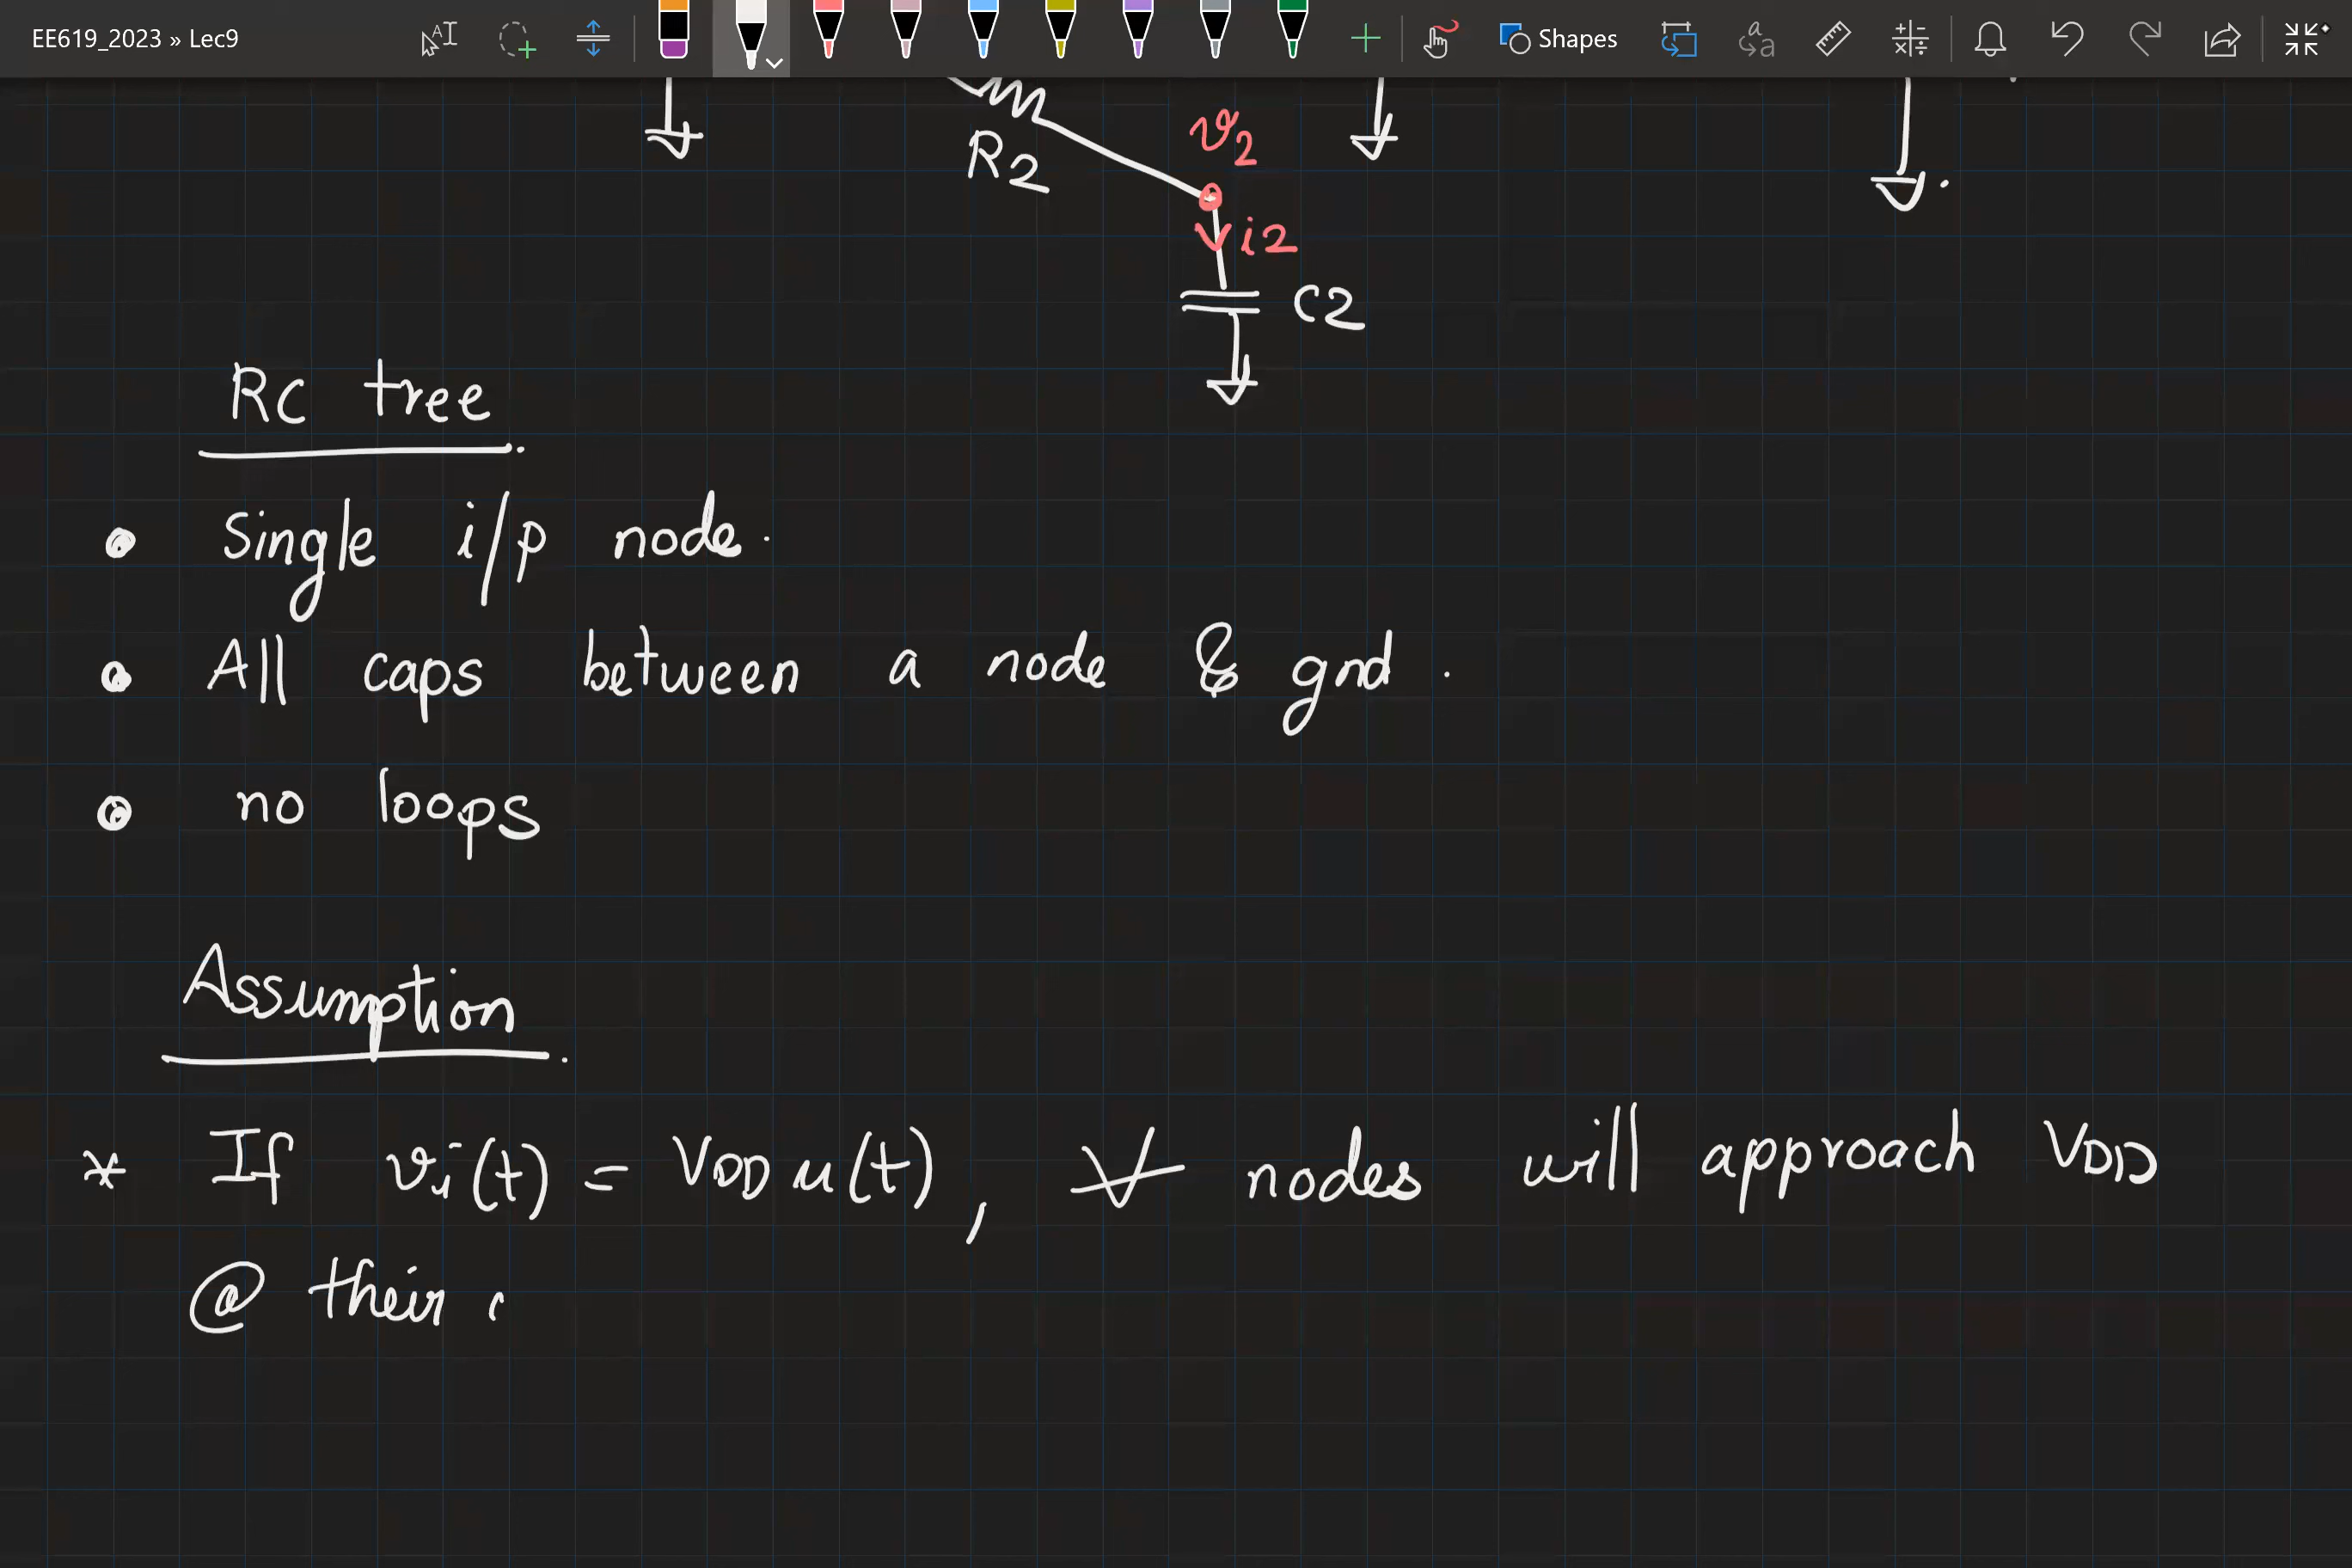 EE619_2023 » Lec9
Shapes
R2
v2
i2
C2
RC tree
• Single i/p node.
• All caps between a node & gnd.
• no loops
Assumption
* If vi(t) = VDD u(t), ∀ nodes will approach VDD
@ their